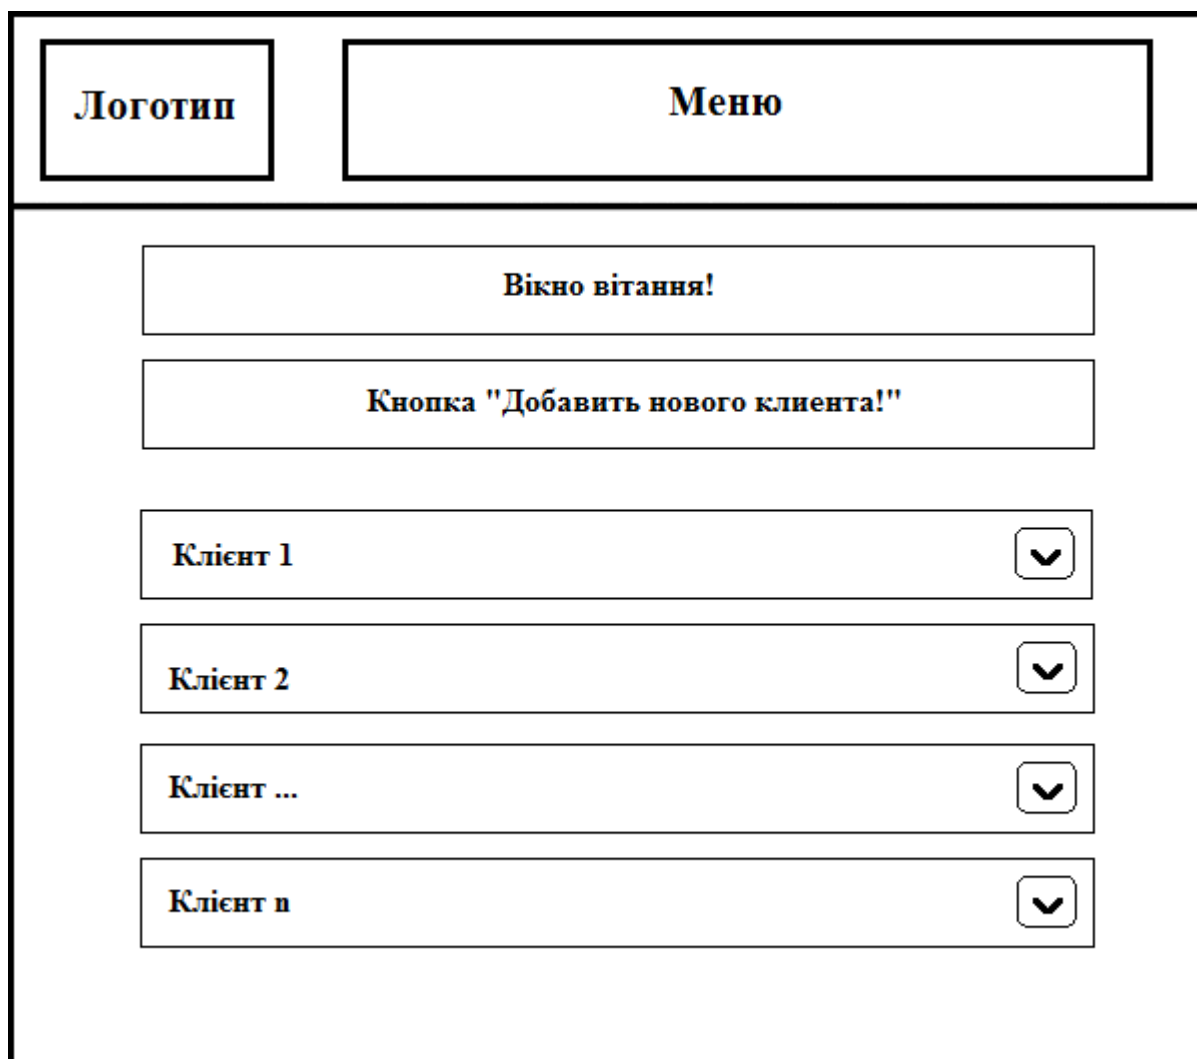 Логотип
Меню
Вікно вітання!
Кнопка "Добавить нового клиента!"
Клієнт 1
Клієнт 2
Клієнт ...
Клієнт n